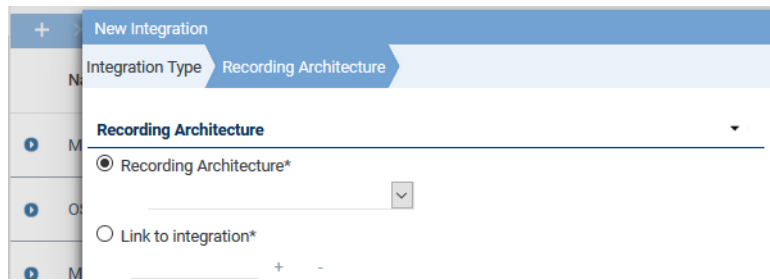 + New Integration
Integration Type Recording Architecture
Recording Architecture
Recording Architecture*
Link to integration*
+ -